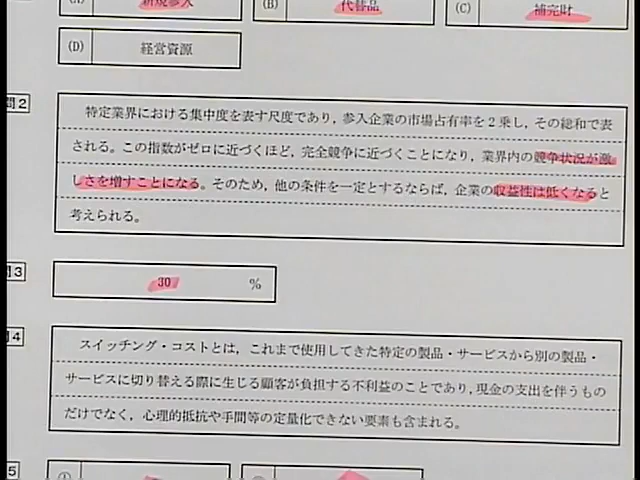 (A) 新規参入 (B) 代替品 (C) 補完財
(D) 経営資源
問2
特定業界における集中度を表す尺度であり，参入企業の市場占有率を2乗し，その総和で表
される。この指数がゼロに近づくほど，完全競争に近づくことになり，業界内の競争状況が激
しさを増すことになる。そのため，他の条件を一定とするならば，企業の収益性は低くなると
考えられる。
問3
30 %
問4
スイッチング・コストとは，これまで使用してきた特定の製品・サービスから別の製品・
サービスに切り替える際に生じる顧客が負担する不利益のことであり，現金の支出を伴うもの
だけでなく，心理的抵抗や手間等の定量化できない要素も含まれる。
5